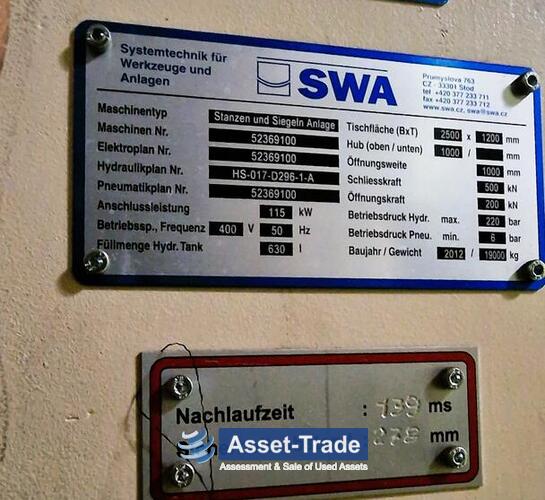 Systemtechnik für
Werkzeuge und
Anlagen
SWA
Prumyslova 763
CZ - 33301 Stod
tel +420 377 233 711
fax +420 377 233 712
www.swa.cz, swa@swa.cz
Maschinentyp Stanzen und Siegeln Anlage
Maschinen Nr. 52369100
Elektroplan Nr. 52369100
Hydraulikplan Nr. HS-017-D296-1-A
Pneumatikplan Nr. 52369100
Anschlussleistung 115 kW
Betriebssp., Frequenz 400 V 50 Hz
Füllmenge Hydr. Tank 630 l
Tischfläche (BxT) 2500 x 1200 mm
Hub (oben / unten) 1000 / mm
Öffnungsweite 1000 mm
Schliesskraft 500 kN
Öffnungskraft 200 kN
Betriebsdruck Hydr. max. 220 bar
Betriebsdruck Pneu. min. 6 bar
Baujahr / Gewicht 2012 / 19000 kg
Nachlaufzeit : 139 ms
278 mm
Asset-Trade
Assessment & Sale of Used Assets